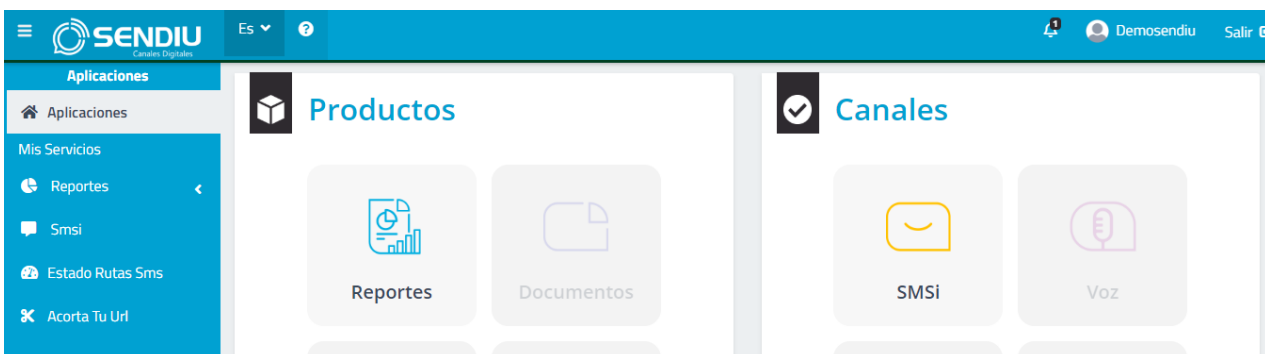 SENDIU
Canales Digitales
Es
1
Demosendiu
Salir
Aplicaciones
Aplicaciones
Mis Servicios
Reportes
Smsi
Estado Rutas Sms
Acorta Tu Url
Productos
Reportes
Documentos
Canales
SMSi
Voz